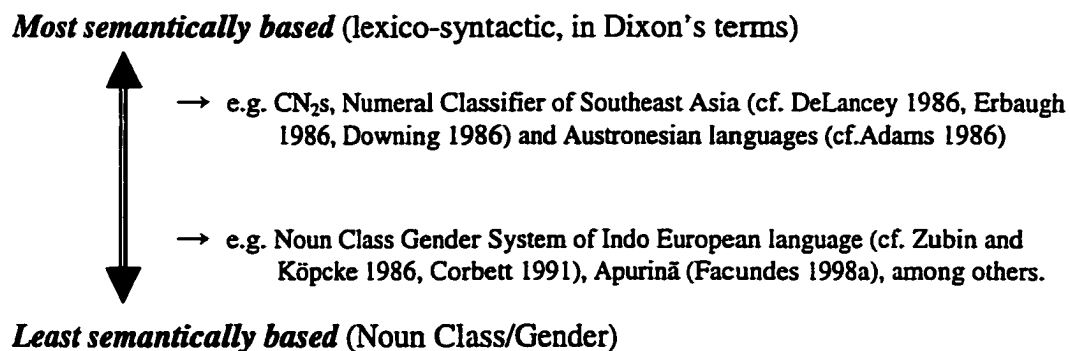 Most semantically based (lexico-syntactic, in Dixon's terms)
→ e.g. CN₂s, Numeral Classifier of Southeast Asia (cf. DeLancey 1986, Erbaugh
1986, Downing 1986) and Austronesian languages (cf.Adams 1986)
→ e.g. Noun Class Gender System of Indo European language (cf. Zubin and
Köpcke 1986, Corbett 1991), Apurinã (Facundes 1998a), among others.
Least semantically based (Noun Class/Gender)